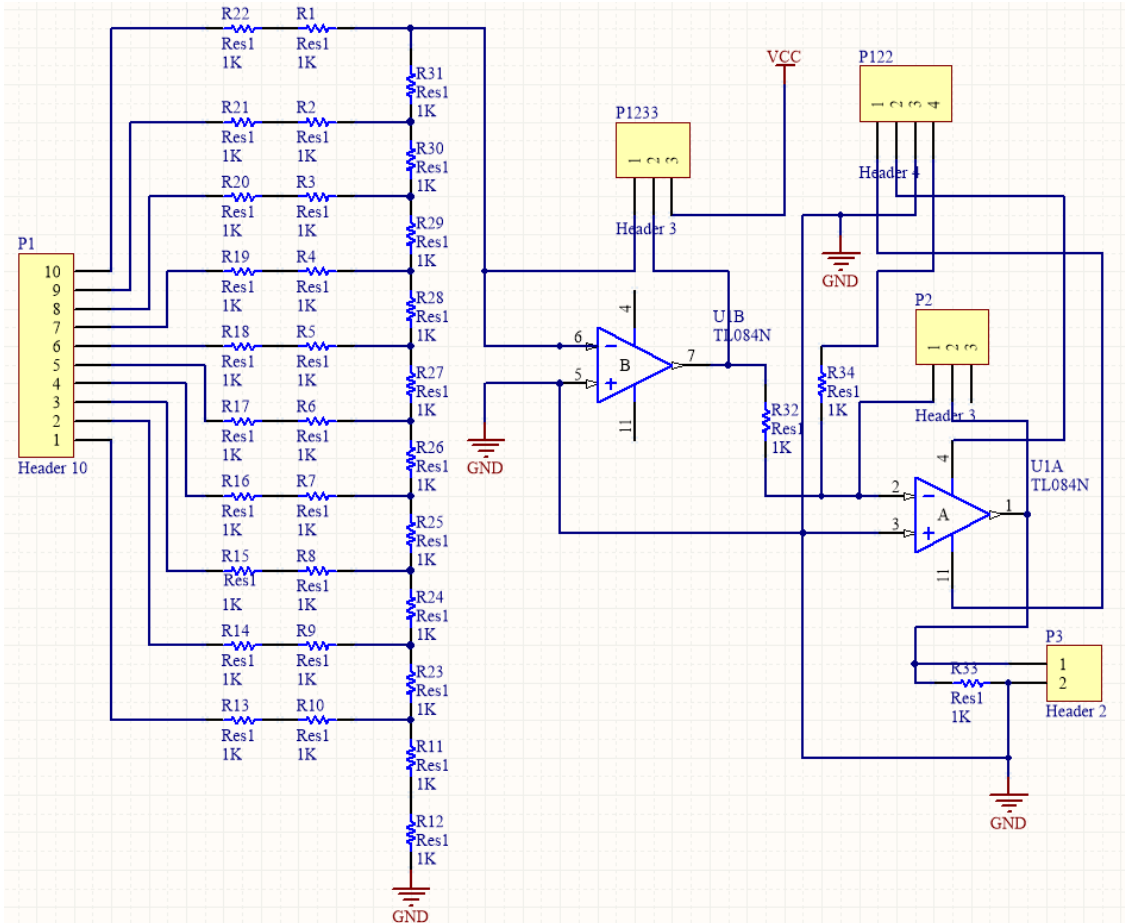 R22 R1
Res1 Res1
1K 1K
R31
Res1
1K
R21 R2
Res1 Res1
1K 1K
R30
Res1
1K
R20 R3
Res1 Res1
1K 1K
R29
Res1
1K
R19 R4
Res1 Res1
1K 1K
R28
Res1
1K
R18 R5
Res1 Res1
1K 1K
R27
Res1
1K
R17 R6
Res1 Res1
1K 1K
R26
Res1
1K
R16 R7
Res1 Res1
1K 1K
R25
Res1
1K
R15 R8
Res1 Res1
1K 1K
R24
Res1
1K
R14 R9
Res1 Res1
1K 1K
R23
Res1
1K
R13 R10
Res1 Res1
1K 1K
R11
Res1
1K
R12
Res1
1K
GND
P1
10
9
8
7
6
5
4
3
2
1
Header 10
VCC
P1233
1 2 3
Header 3
P122
1 2 3 4
Header 4
GND
P2
1 2 3
Header 3
U1B
TL084N
4
6
5
B
7
11
GND
R34
Res1
1K
R32
Res1
1K
U1A
TL084N
4
2
3
A
1
11
R33
Res1
1K
P3
1
2
Header 2
GND